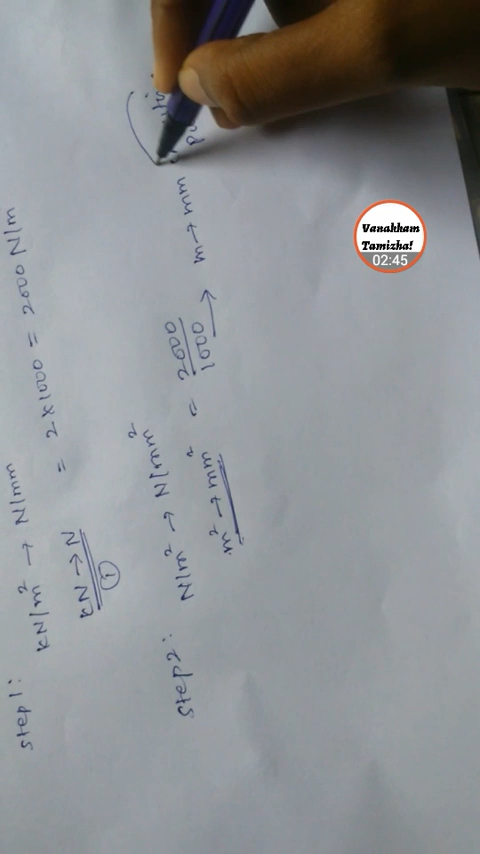 step 1:
kN/m² → N/mm
kN → N = 2 x 1000 = 2000 N/m
①
step 2: N/m² → N/mm²
m² → mm² = 2000/1000 → m → mm
Vanakham
Tamizha!
02:45